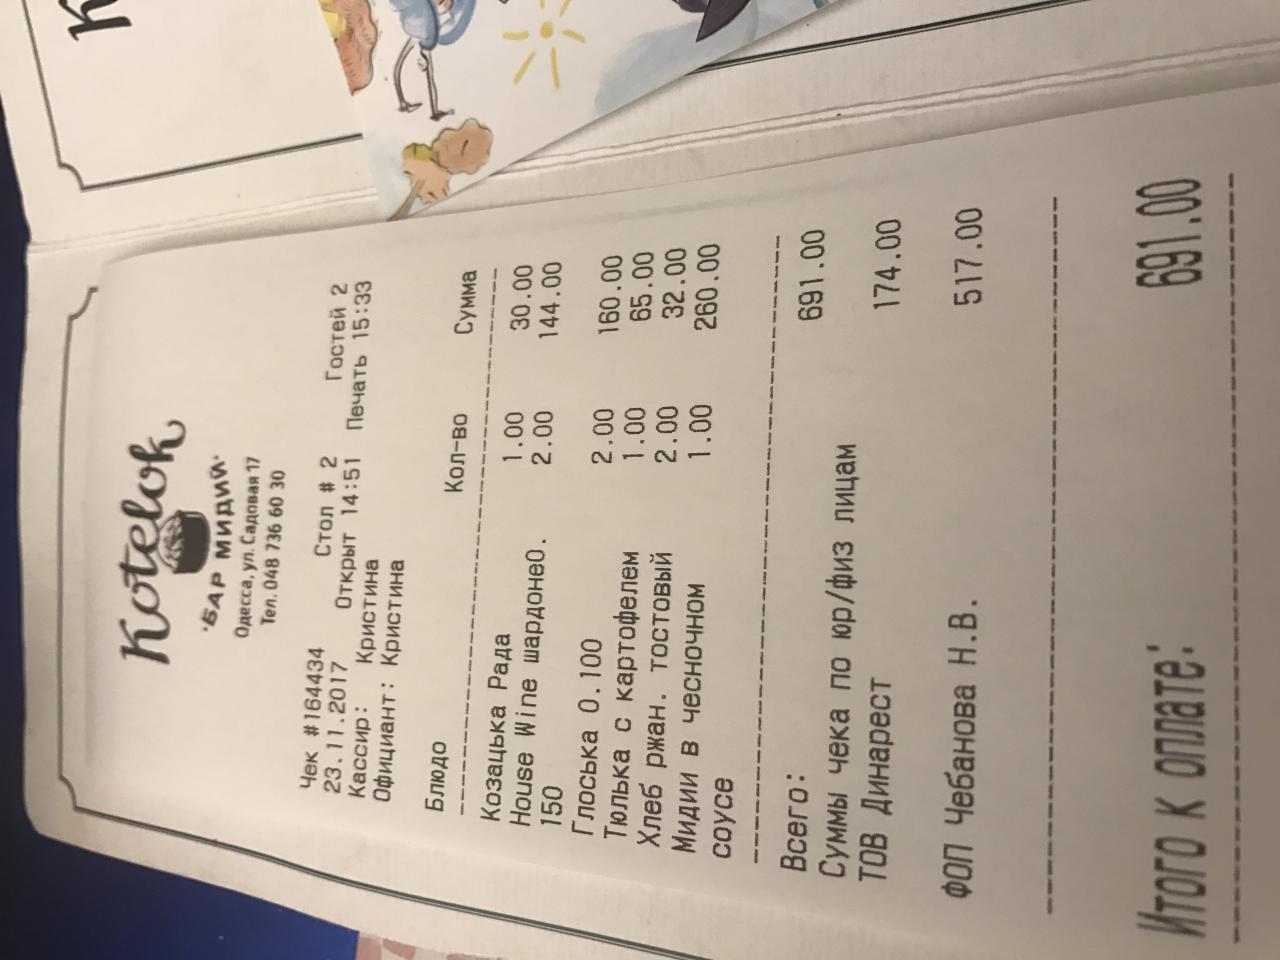 Kotelok
·БАР МИДИЙ·
Одесса, ул. Садовая 17
Тел. 048 736 60 30
Чек #164434 Стол # 2 Гостей 2
23.11.2017 Открыт 14:51 Печать 15:33
Кассир: Кристина
Официант: Кристина
Блюдо Кол-во Сумма
Козацька Рада 1.00 30.00
House Wine шардонеО. 2.00 144.00
150
Глоська 0.100 2.00 160.00
Тюлька с картофелем 1.00 65.00
Хлеб ржан. тостовый 2.00 32.00
Мидии в чесночном 1.00 260.00
соусе
Всего: 691.00
Суммы чека по юр/физ лицам
ТОВ Динарест 174.00
ФОП Чебанова Н.В. 517.00
Итого к оплате: 691.00